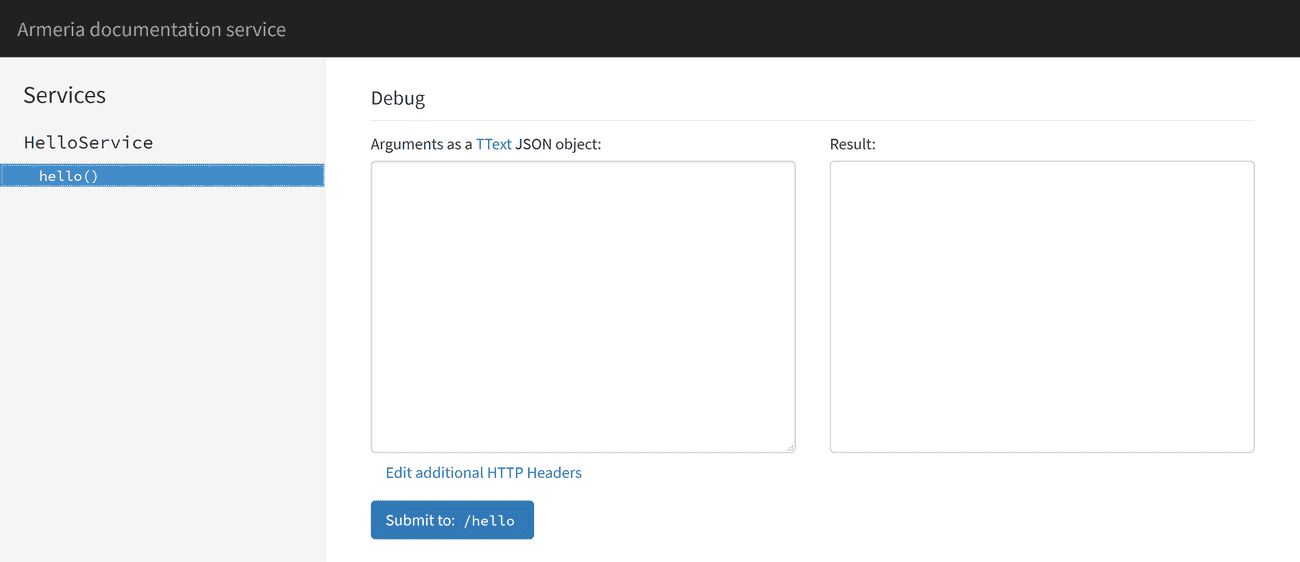 Armeria documentation service
Services
HelloService
hello()
Debug
Arguments as a TText JSON object:
Result:
Edit additional HTTP Headers
Submit to: /hello